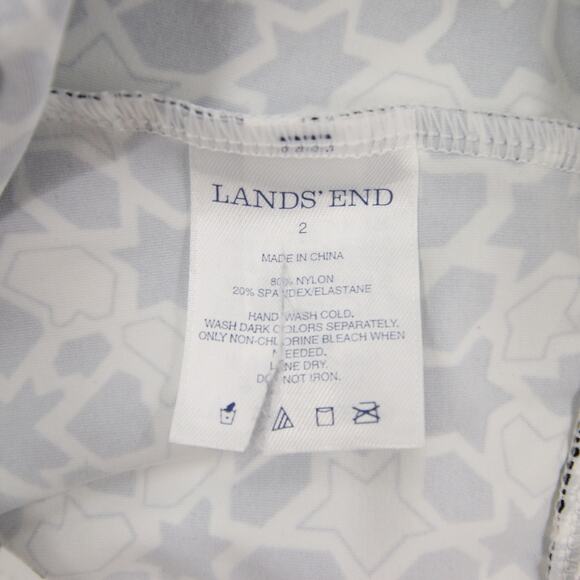 LANDS' END
2
MADE IN CHINA
80% NYLON
20% SPANDEX/ELASTANE
HAND WASH COLD.
WASH DARK COLORS SEPARATELY.
ONLY NON-CHLORINE BLEACH WHEN
NEEDED.
LINE DRY.
DO NOT IRON.